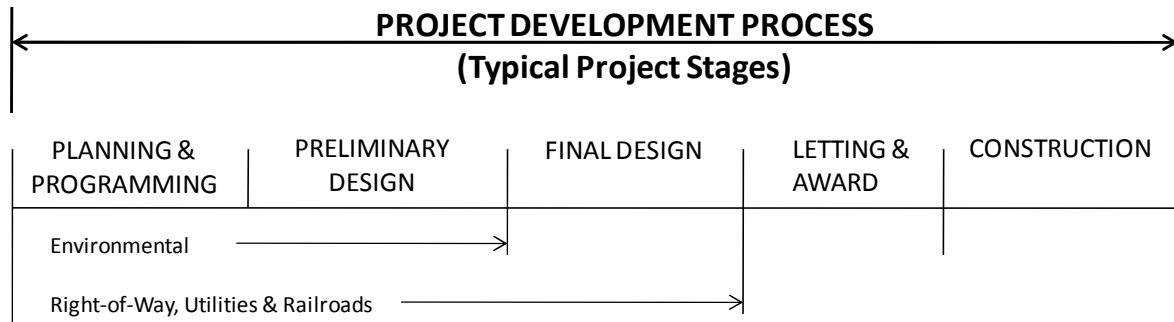 PROJECT DEVELOPMENT PROCESS
(Typical Project Stages)
PLANNING &
PROGRAMMING
PRELIMINARY
DESIGN
FINAL DESIGN
LETTING &
AWARD
CONSTRUCTION
Environmental
Right-of-Way, Utilities & Railroads